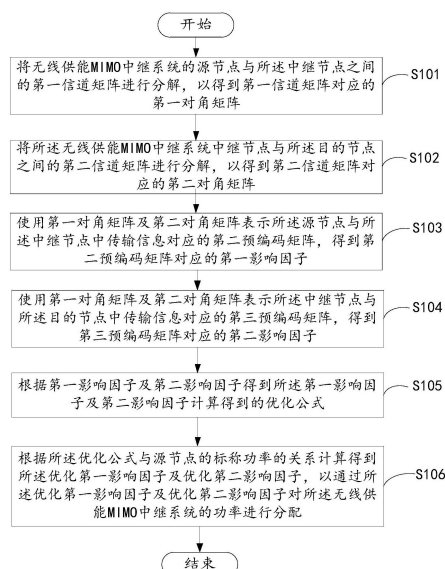 开始
将无线供能MIMO中继系统的源节点与所述中继节点之间
的第一信道矩阵进行分解，以得到第一信道矩阵对应的
第一对角矩阵
S101
将所述无线供能MIMO中继系统中继节点与所述目的节点
之间的第二信道矩阵进行分解，以得到第二信道矩阵对
应的第二对角矩阵
S102
使用第一对角矩阵及第二对角矩阵表示所述源节点与所
述中继节点中传输信息对应的第二预编码矩阵，得到第
二预编码矩阵对应的第一影响因子
S103
使用第一对角矩阵及第二对角矩阵表示所述中继节点与
所述目的节点中传输信息对应的第三预编码矩阵，得到
第三预编码矩阵对应的第二影响因子
S104
根据第一影响因子及第二影响因子得到所述第一影响因
子及第二影响因子计算得到的优化公式
S105
根据所述优化公式与源节点的标称功率的关系计算得到
所述优化第一影响因子及优化第二影响因子，以通过所
述优化第一影响因子及优化第二影响因子对所述无线供
能MIMO中继系统的功率进行分配
S106
结束